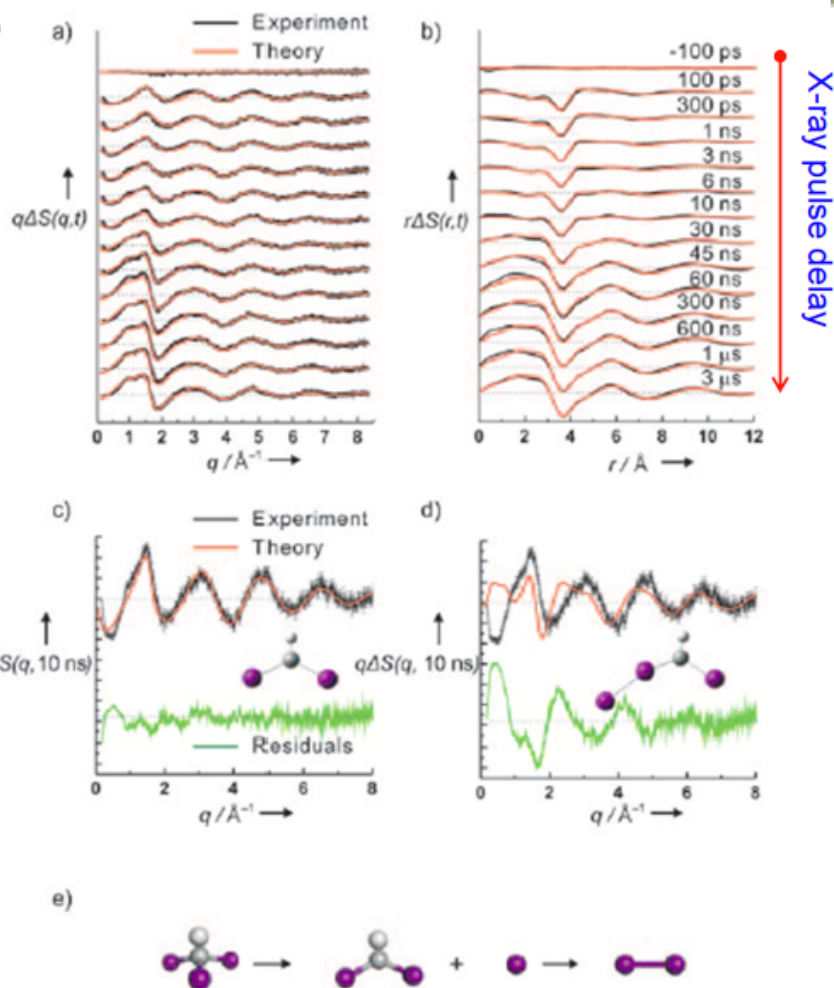 a)
Experiment
Theory
qΔS(q,t)
0 1 2 3 4 5 6 7 8
q / Å⁻¹
b)
-100 ps
100 ps
300 ps
1 ns
3 ns
6 ns
10 ns
30 ns
45 ns
60 ns
300 ns
600 ns
1 µs
3 µs
rΔS(r,t)
0 2 4 6 8 10 12
r / Å
X-ray pulse delay
c)
Experiment
Theory
S(q, 10 ns)
Residuals
0 2 4 6 8
q / Å⁻¹
d)
qΔS(q, 10 ns)
0 2 4 6 8
q / Å⁻¹
e)
+